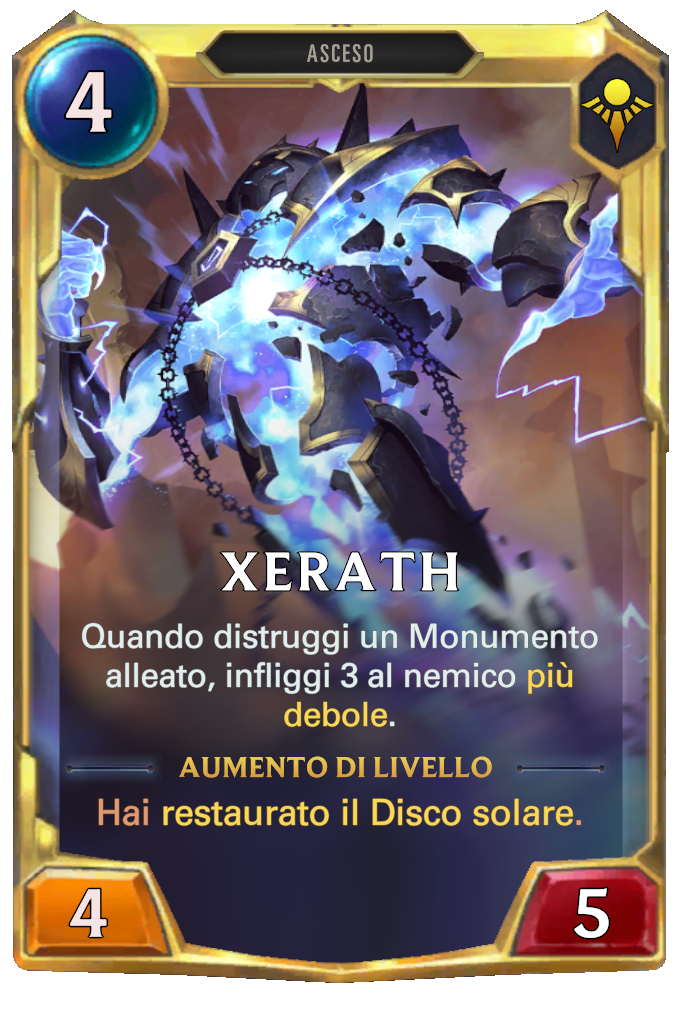 ASCESO
4
XERATH
Quando distruggi un Monumento
alleato, infliggi 3 al nemico più
debole.
AUMENTO DI LIVELLO
Hai restaurato il Disco solare.
4
5